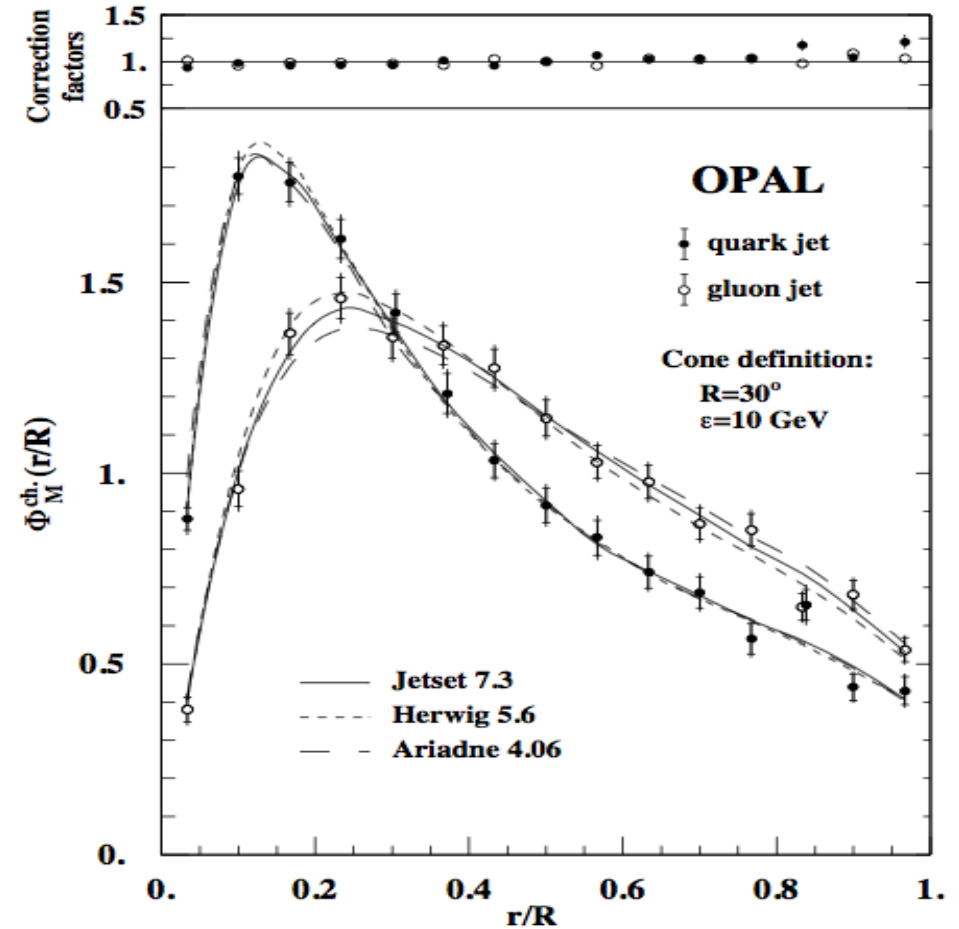 Correction
factors
1.5
1.
0.5
OPAL
quark jet
gluon jet
Cone definition:
R=30°
ε=10 GeV
Φ_M^ch. (r/R)
1.5
1.
0.5
0.
Jetset 7.3
Herwig 5.6
Ariadne 4.06
0. 0.2 0.4 0.6 0.8 1.
r/R